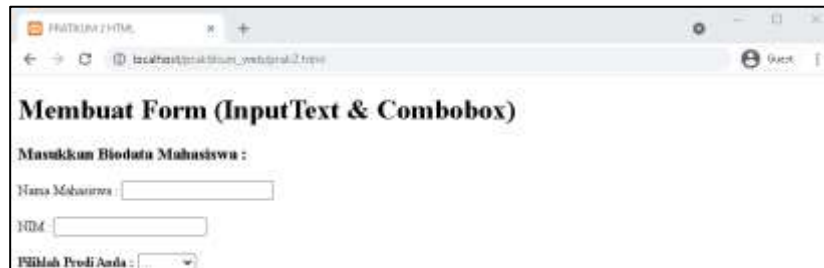 PRATIKUM 2 HTML
localhost/praktikum_web/prak2.html
Guest
Membuat Form (InputText & Combobox)
Masukkan Biodata Mahasiswa :
Nama Mahasiswa :
NIM :
Pilihlah Prodi Anda :